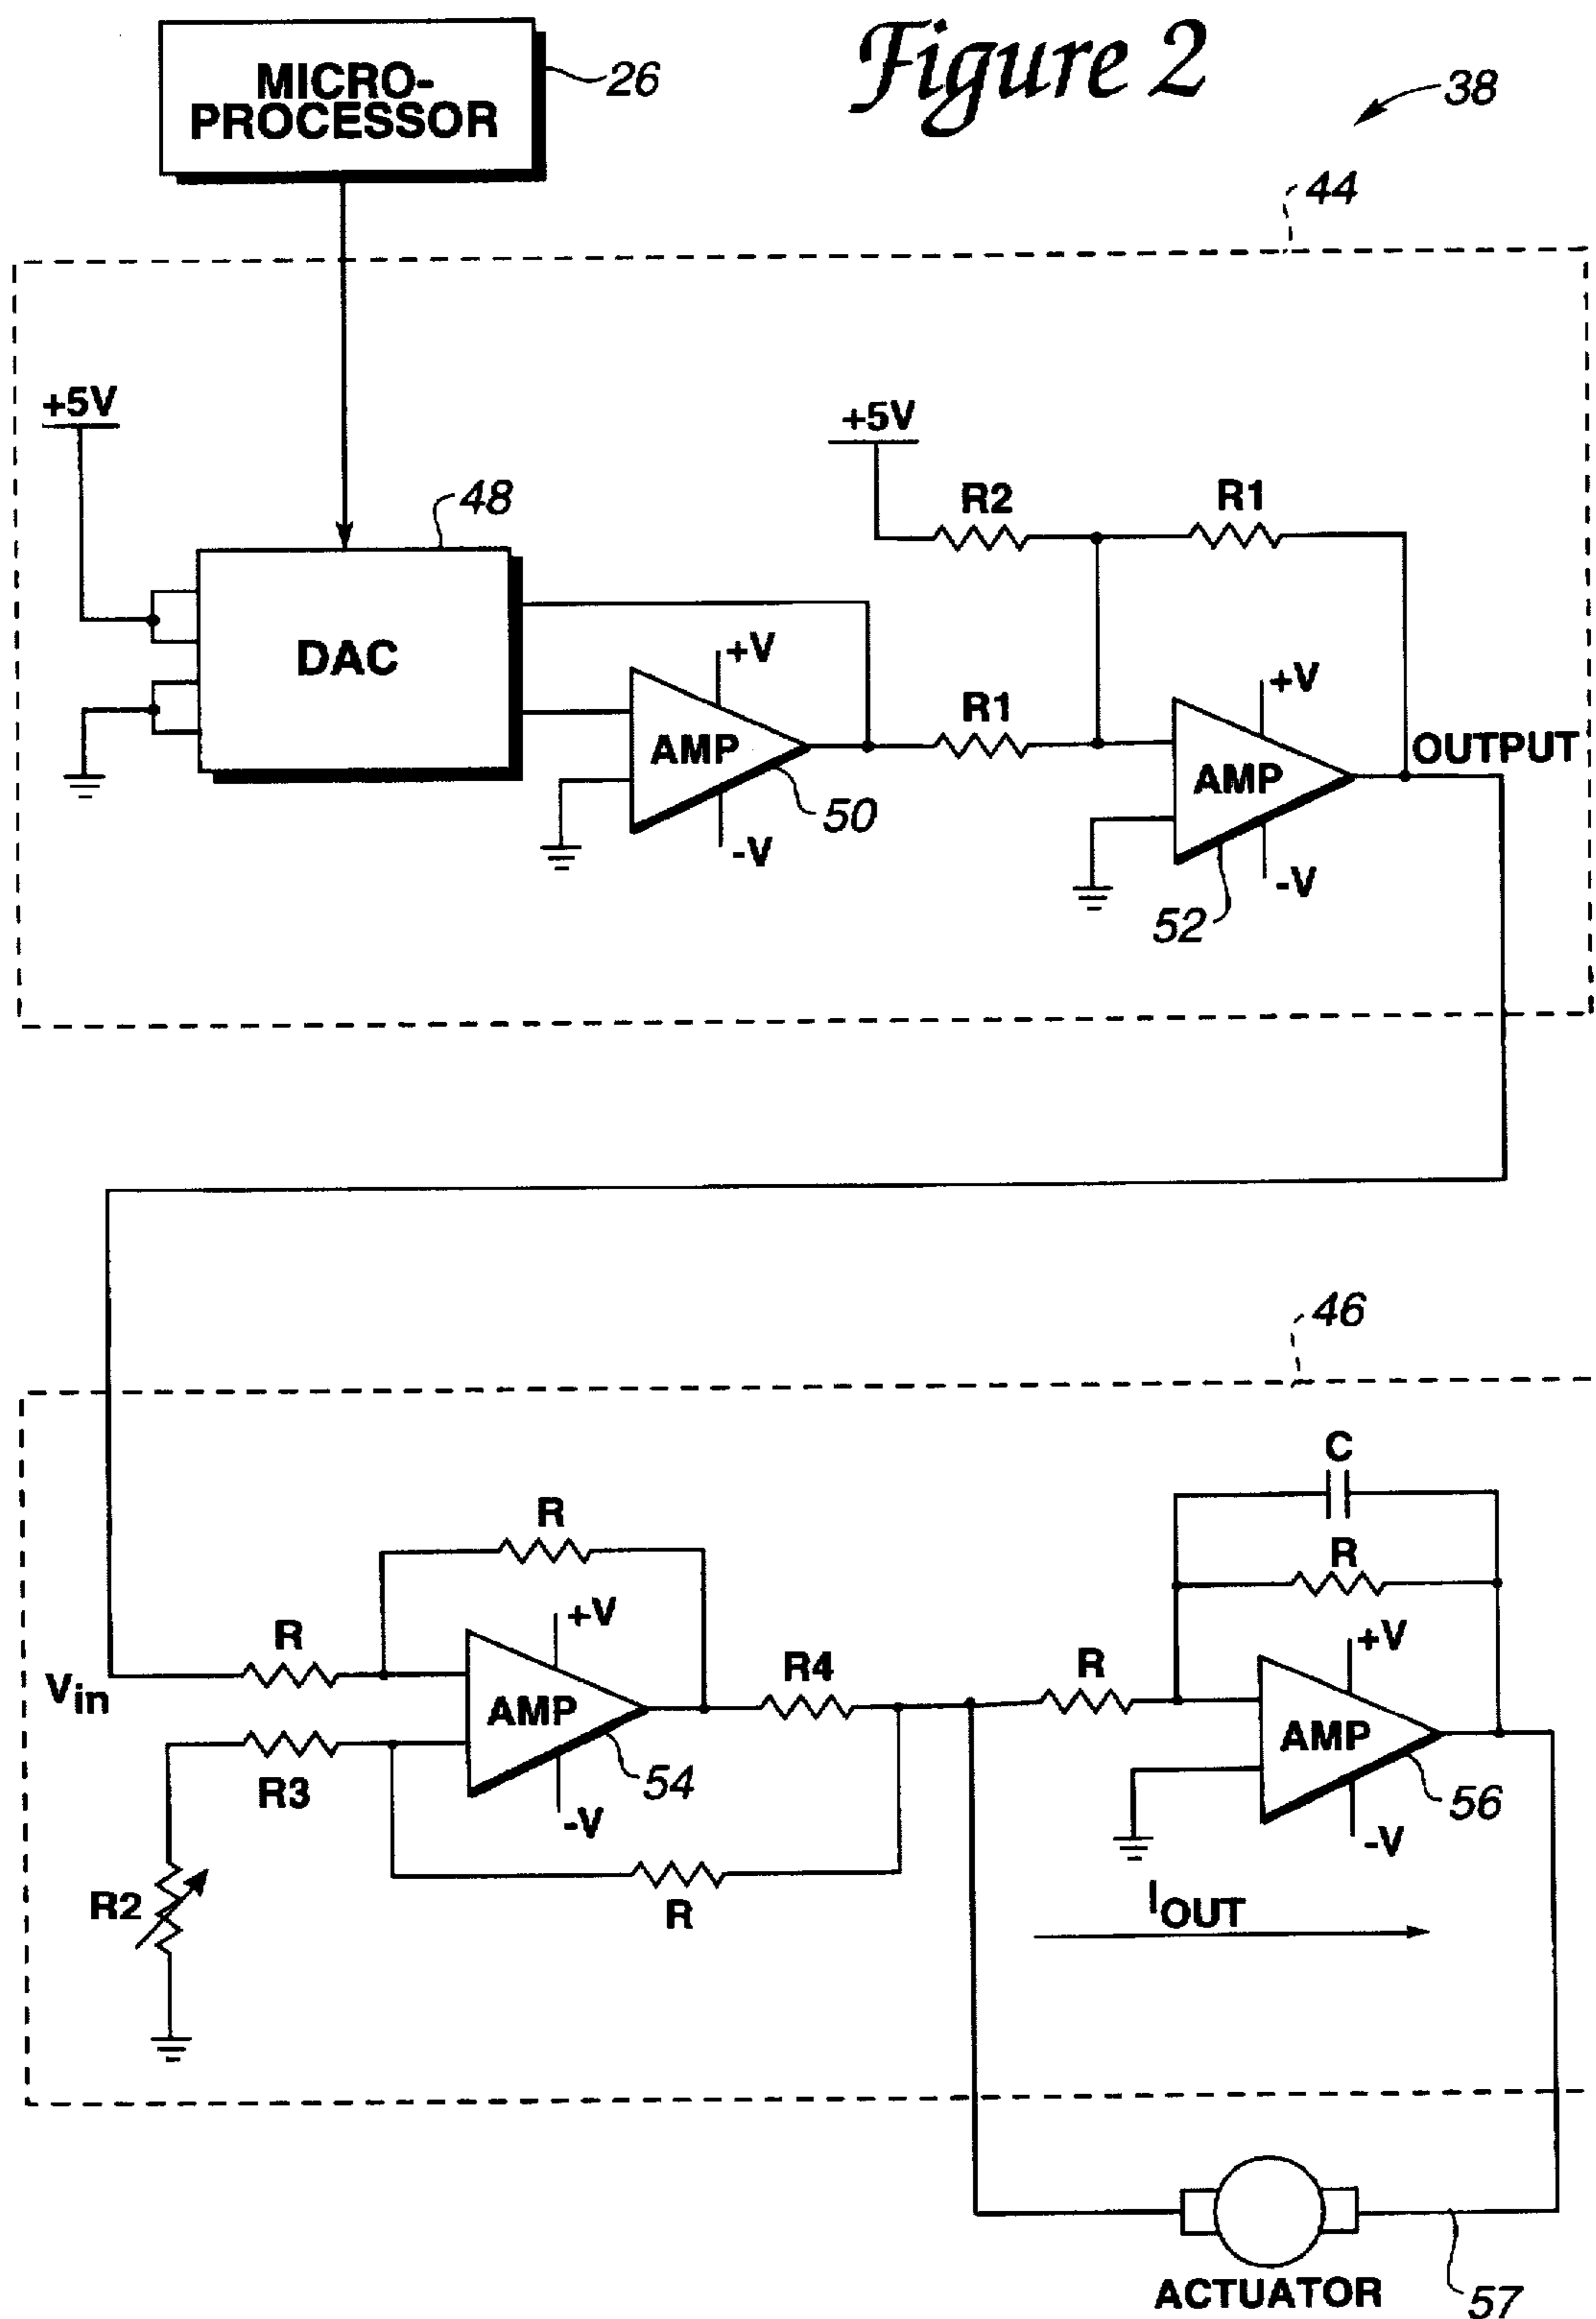 Figure 2
MICRO-
PROCESSOR
26
38
44
+5V
+5V
48
R2
R1
DAC
+V
+V
R1
AMP
AMP
OUTPUT
50
-V
-V
52
46
C
R
R
+V
+V
R
R4
R
Vin
AMP
AMP
R3
54
56
-V
-V
R2
R
IOUT
ACTUATOR
57